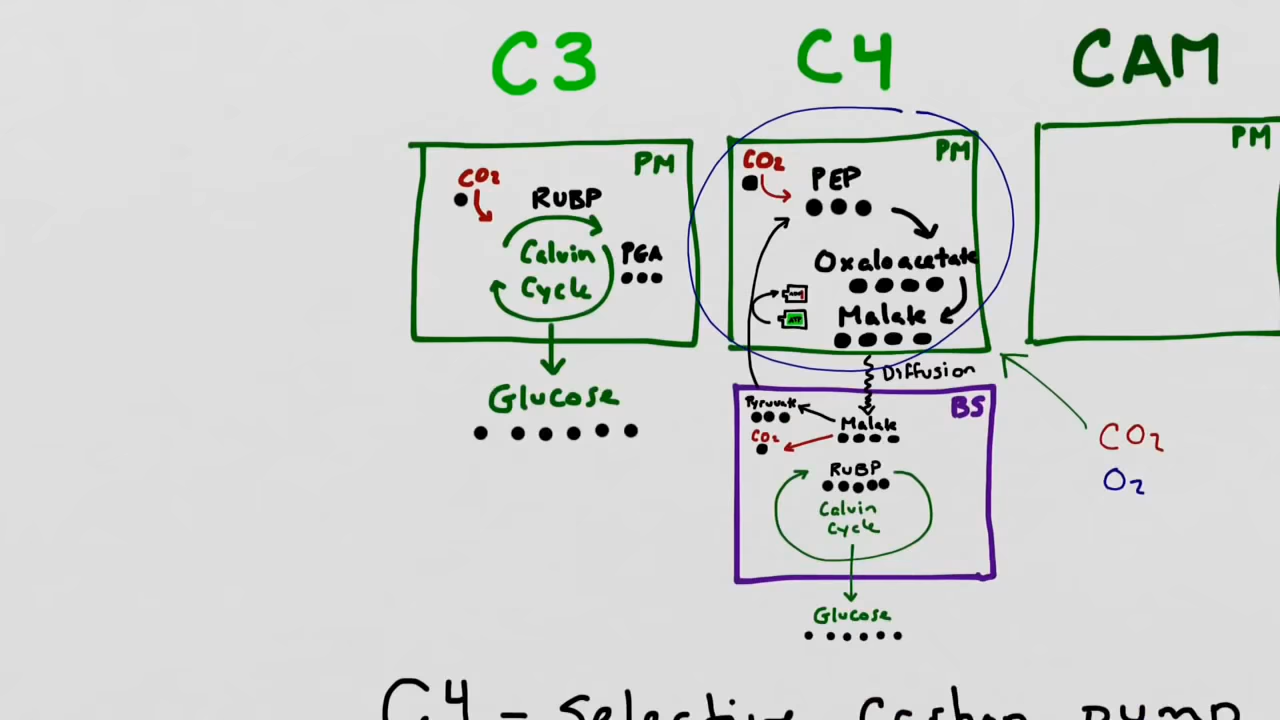 C3
C4
CAM
PM
CO2
RUBP
Calvin
Cycle
PGA
Glucose
PM
CO2
PEP
Oxaloacetate
ATP
Malate
Diffusion
BS
Pyruvate
Malate
CO2
RUBP
Calvin
Cycle
Glucose
PM
CO2
O2
C4 - Selective Carbon pump